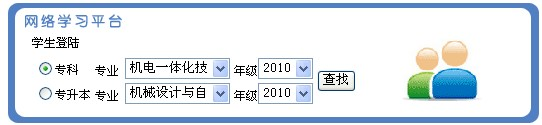 网络学习平台
学生登陆
专科 专业 机电一体化技 年级 2010
专升本 专业 机械设计与自 年级 2010
查找